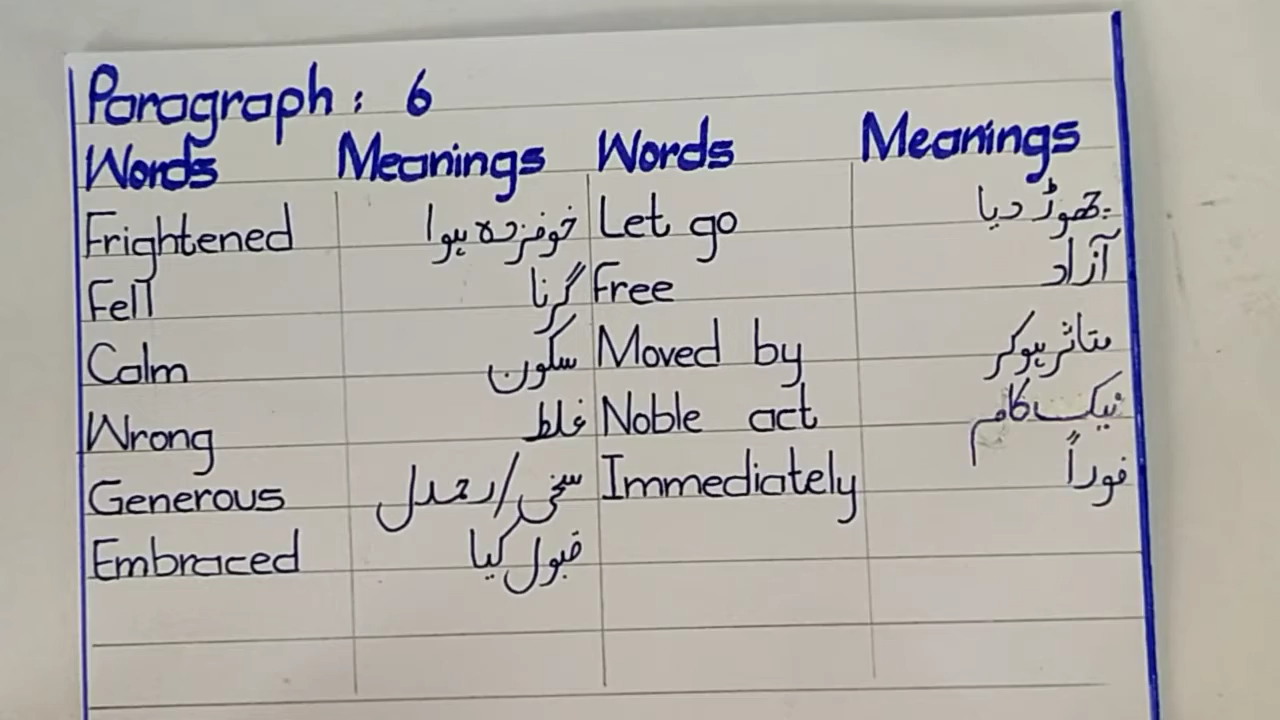 Paragraph : 6
Words Meanings Words Meanings
Frightened خوفزدہ ہوا Let go چھوڑ دیا
Fell گرنا Free آزاد
Calm سکون Moved by متاثر ہوکر
Wrong غلط Noble act نیک کام
Generous سخی/رحمدل Immediately فوراً
Embraced قبول کیا